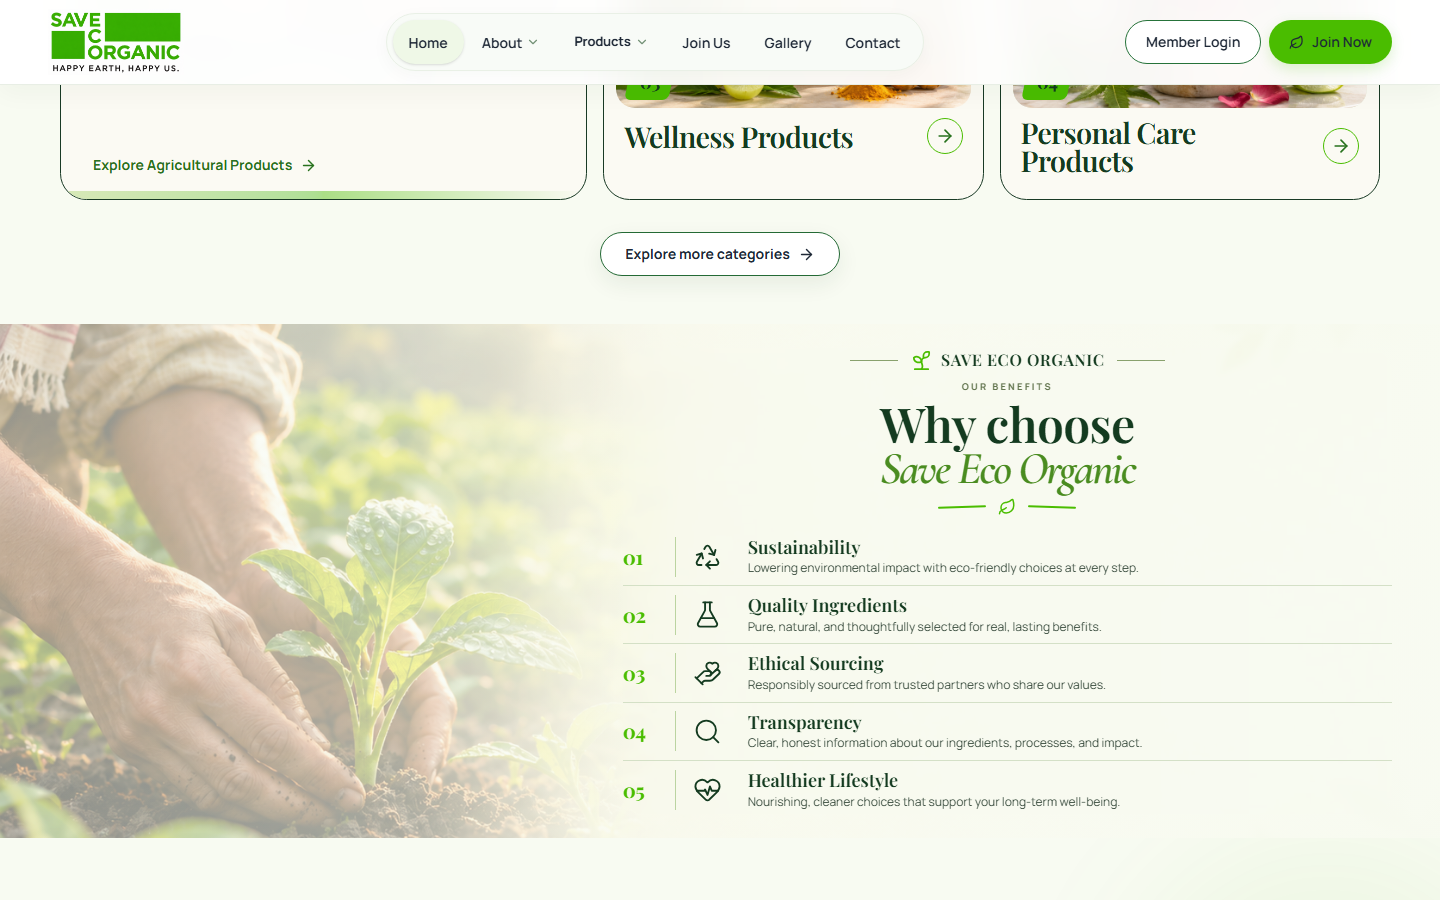 SAVE
EC
ORGANIC
HAPPY EARTH, HAPPY US.
Home
About
Products
Join Us
Gallery
Contact
Member Login
Join Now
Explore Agricultural Products
Wellness Products
Personal Care
Products
Explore more categories
SAVE ECO ORGANIC
OUR BENEFITS
Why choose
Save Eco Organic
01
Sustainability
Lowering environmental impact with eco-friendly choices at every step.
02
Quality Ingredients
Pure, natural, and thoughtfully selected for real, lasting benefits.
03
Ethical Sourcing
Responsibly sourced from trusted partners who share our values.
04
Transparency
Clear, honest information about our ingredients, processes, and impact.
05
Healthier Lifestyle
Nourishing, cleaner choices that support your long-term well-being.